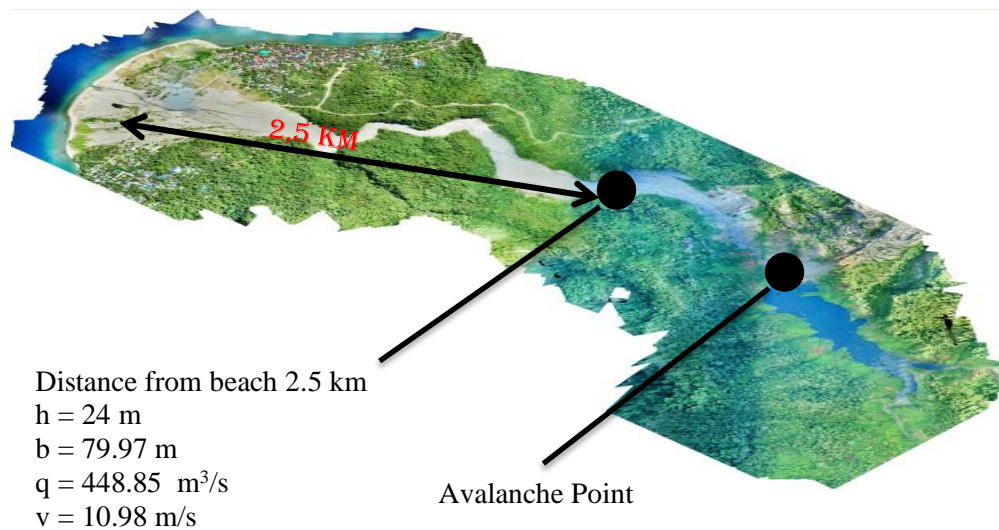 2.5 KM
Distance from beach 2.5 km
h = 24 m
b = 79.97 m
q = 448.85 m³/s
v = 10.98 m/s
Avalanche Point